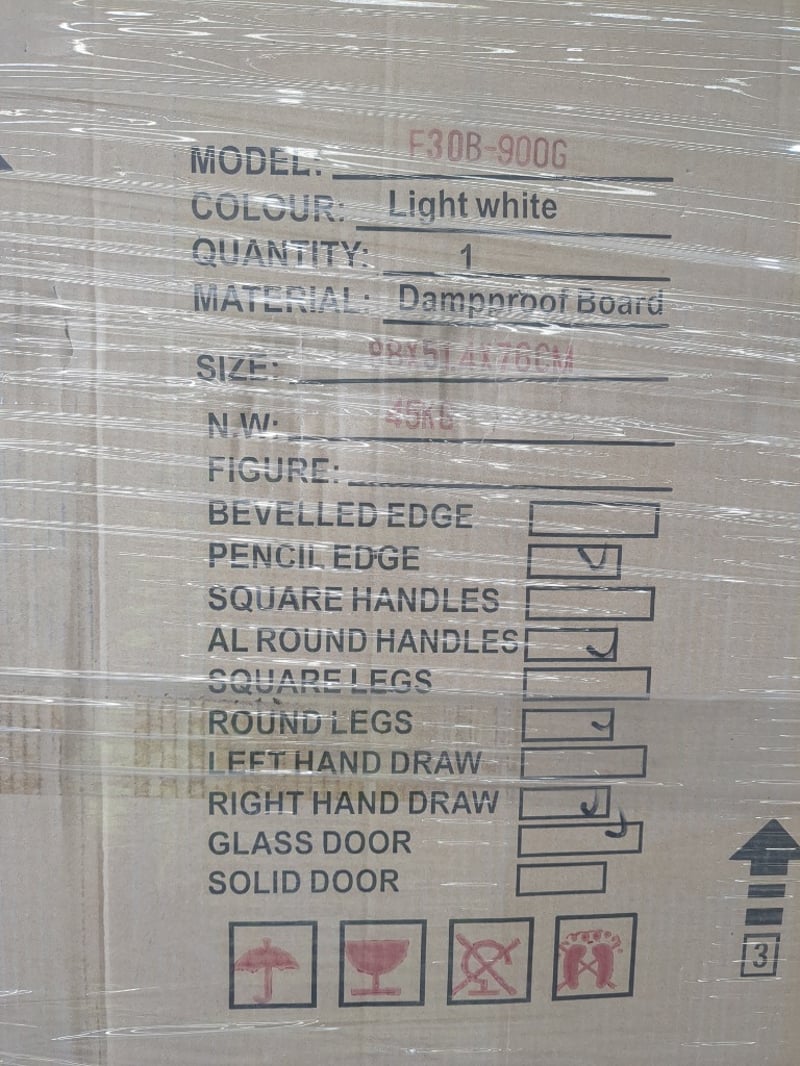 MODEL: F30B-900G
COLOUR: Light white
QUANTITY: 1
MATERIAL: Dampproof Board
SIZE: 98X51.4X76CM
N.W: 45KG
FIGURE:
BEVELLED EDGE
PENCIL EDGE
SQUARE HANDLES
AL ROUND HANDLES
SQUARE LEGS
ROUND LEGS
LEFT HAND DRAW
RIGHT HAND DRAW
GLASS DOOR
SOLID DOOR
3